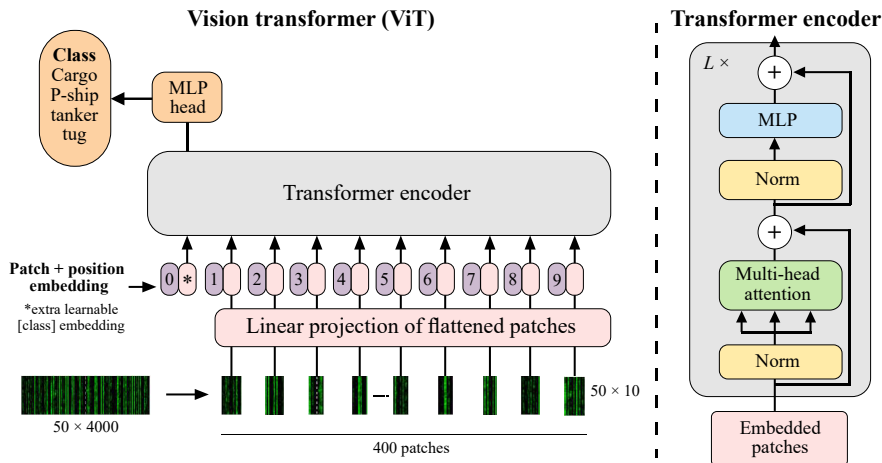 Vision transformer (ViT)
Class
Cargo
P-ship
tanker
tug
MLP
head
Transformer encoder
Patch + position
embedding
*extra learnable
[class] embedding
0 * 1 2 3 4 5 6 7 8 9
Linear projection of flattened patches
50 × 4000
50 × 10
400 patches
Transformer encoder
L ×
+
MLP
Norm
+
Multi-head
attention
Norm
Embedded
patches